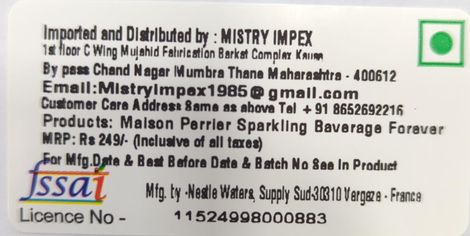 Imported and Distributed by : MISTRY IMPEX
1st floor C Wing Mujahid Fabrication Barkat Complex Kausa
By pass Chand Nagar Mumbra Thane Maharashtra - 400612
Email:Mistryimpex1985@gmail.com
Customer Care Address Same as above Tel + 91 8652692216
Products: Maison Perrier Sparkling Beverage Forever
MRP: Rs 249/- (Inclusive of all taxes)
For Mfg.Date & Best Before Date & Batch No See In Product
fssai
Mfg. by -Nestle Waters, Supply Sud-30310 Vergeze - France
Licence No - 11524998000883